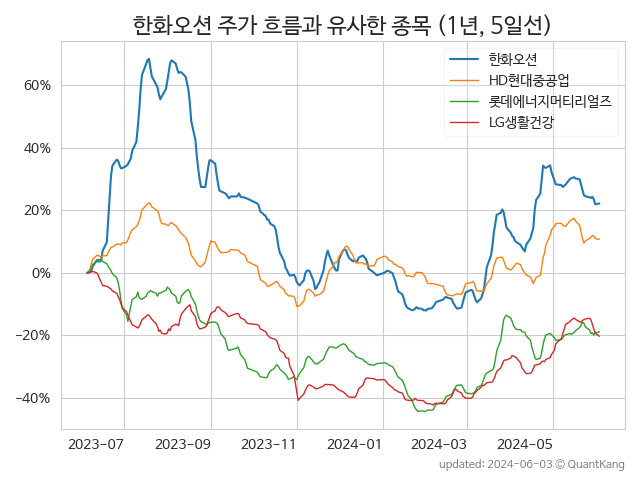 한화오션 주가 흐름과 유사한 종목 (1년, 5일선)
한화오션
HD현대중공업
롯데에너지머티리얼즈
LG생활건강
60%
40%
20%
0%
−20%
−40%
2023-07
2023-09
2023-11
2024-01
2024-03
2024-05
updated: 2024-06-03 ⓒ QuantKang